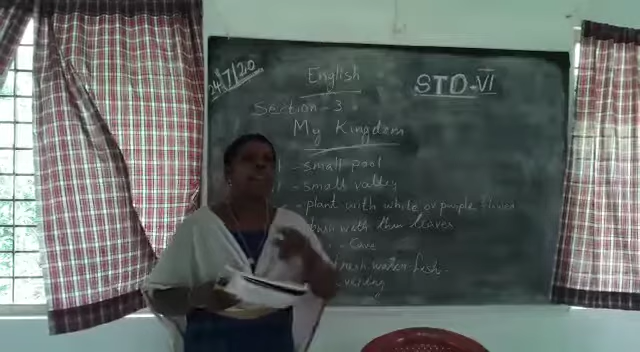 24/7/20
English
STD-VI
Section-3
My Kingdom
- small pool
- small valley
- plant with white or purple flowers
bush with thin leaves
- Cave
fresh water fish